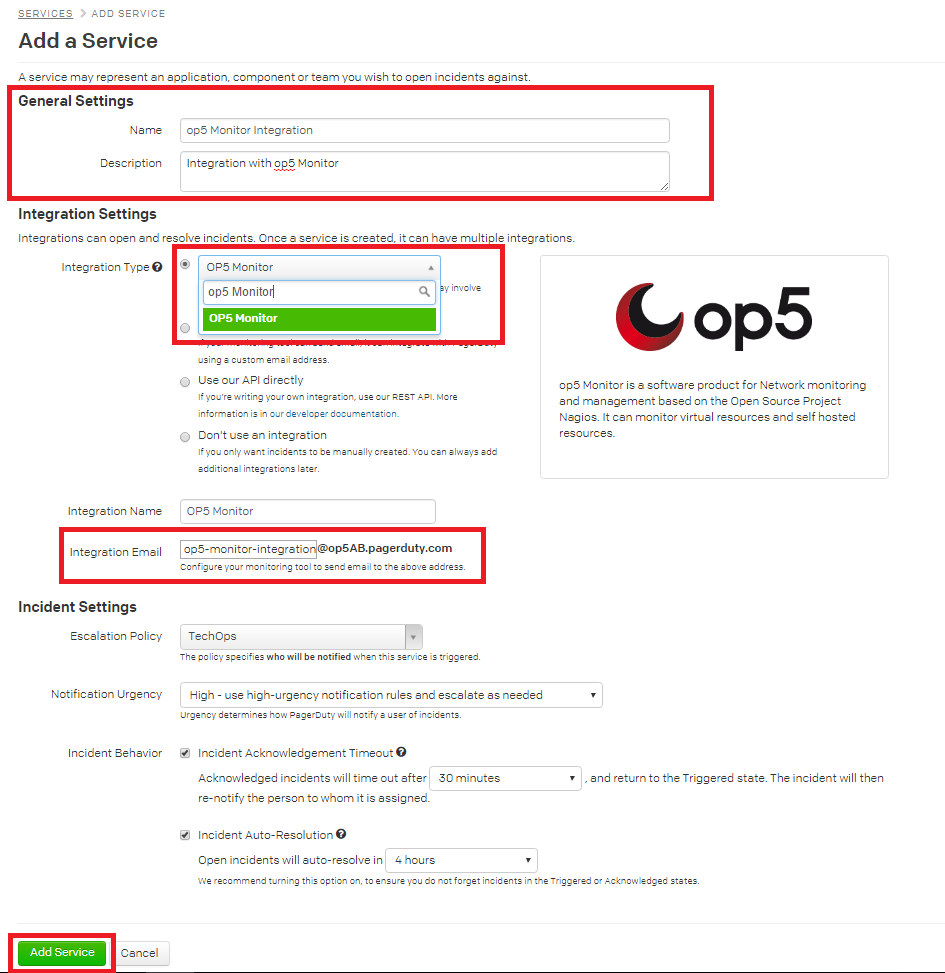 SERVICES > ADD SERVICE
Add a Service
A service may represent an application, component or team you wish to open incidents against.
General Settings
Name op5 Monitor Integration
Description Integration with op5 Monitor
Integration Settings
Integrations can open and resolve incidents. Once a service is created, it can have multiple integrations.
Integration Type OP5 Monitor
op5 Monitor
ay involve
OP5 Monitor
using a custom email address.
Use our API directly
If you're writing your own integration, use our REST API. More
information is in our developer documentation.
Don't use an integration
If you only want incidents to be manually created. You can always add
additional integrations later.
op5
op5 Monitor is a software product for Network monitoring
and management based on the Open Source Project
Nagios. It can monitor virtual resources and self hosted
resources.
Integration Name OP5 Monitor
Integration Email op5-monitor-integration@op5AB.pagerduty.com
Configure your monitoring tool to send email to the above address.
Incident Settings
Escalation Policy TechOps
The policy specifies who will be notified when this service is triggered.
Notification Urgency High - use high-urgency notification rules and escalate as needed
Urgency determines how PagerDuty will notify a user of incidents.
Incident Behavior Incident Acknowledgement Timeout
Acknowledged incidents will time out after 30 minutes , and return to the Triggered state. The incident will then
re-notify the person to whom it is assigned.
Incident Auto-Resolution
Open incidents will auto-resolve in 4 hours
We recommend turning this option on, to ensure you do not forget incidents in the Triggered or Acknowledged states.
Add Service Cancel